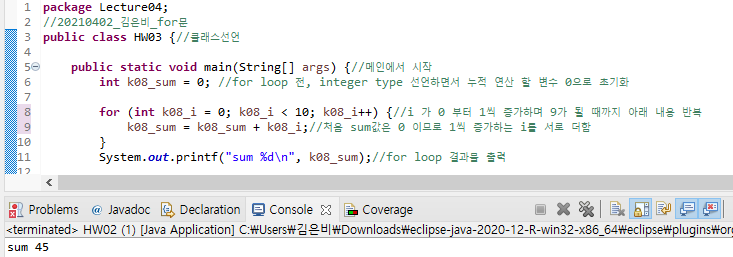 1 package Lecture04;
2 //20210402_김은비_for문
3 public class HW03 {//클래스선언
4
5 public static void main(String[] args) {//메인에서 시작
6 int k08_sum = 0; //for loop 전, integer type 선언하면서 누적 연산 할 변수 0으로 초기화
7
8 for (int k08_i = 0; k08_i < 10; k08_i++) {//i 가 0 부터 1씩 증가하며 9가 될 때까지 아래 내용 반복
9 k08_sum = k08_sum + k08_i;//처음 sum값은 0 이므로 1씩 증가하는 i를 서로 더함
10 }
11 System.out.printf("sum %d\n", k08_sum);//for loop 결과물 출력
Problems @ Javadoc Declaration Console Coverage
<terminated> HW02 (1) [Java Application] C:₩Users₩김은비₩Downloads₩eclipse-java-2020-12-R-win32-x86_64₩eclipse₩plugins₩or
sum 45